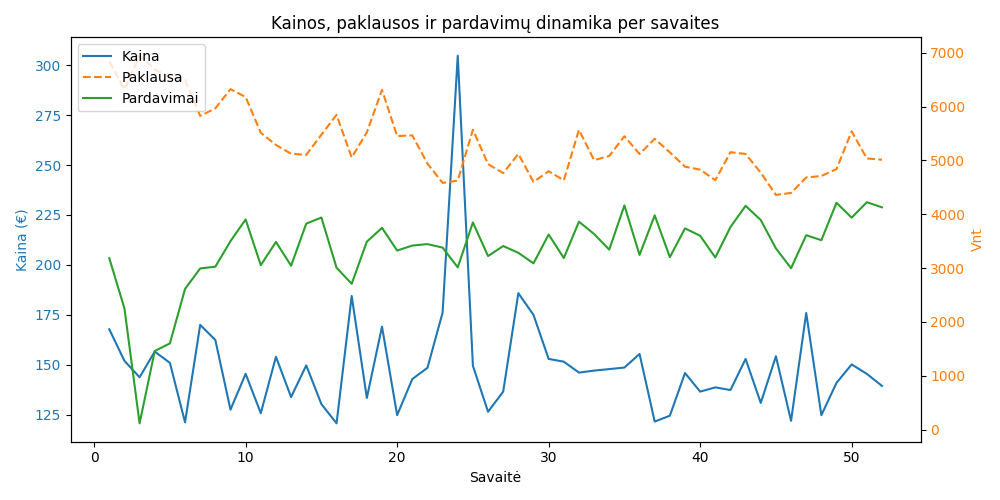 Kainos, paklausos ir pardavimų dinamika per savaites
Kaina
Paklausa
Pardavimai
Kaina (€)
300
275
250
225
200
175
150
125
7000
6000
5000
4000
3000
2000
1000
0
Vnt
0 10 20 30 40 50
Savaitė